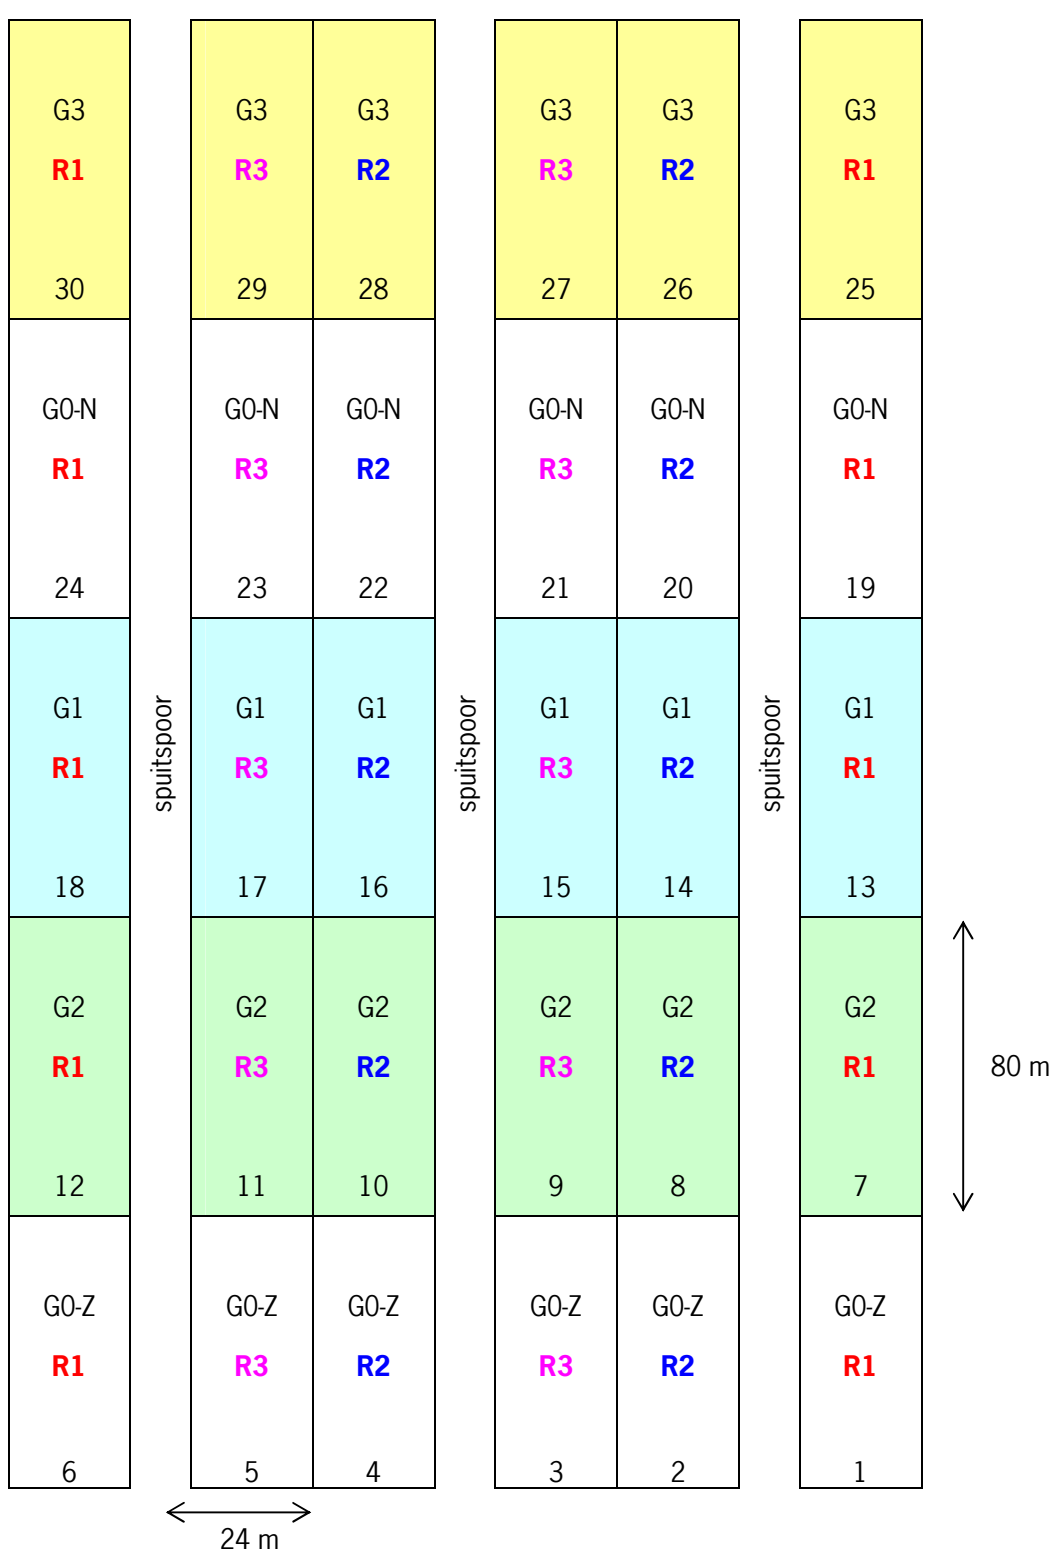 G3 G3 G3 G3 G3 G3
R1 R3 R2 R3 R2 R1
30 29 28 27 26 25
G0-N G0-N G0-N G0-N G0-N G0-N
R1 R3 R2 R3 R2 R1
24 23 22 21 20 19
G1 G1 G1 G1 G1 G1
spuitspoor spuitspoor spuitspoor
R1 R3 R2 R3 R2 R1
18 17 16 15 14 13
G2 G2 G2 G2 G2 G2
R1 R3 R2 R3 R2 R1 80 m
12 11 10 9 8 7
G0-Z G0-Z G0-Z G0-Z G0-Z G0-Z
R1 R3 R2 R3 R2 R1
6 5 4 3 2 1
24 m